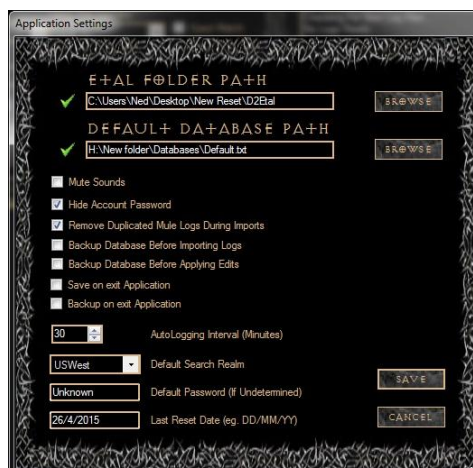 Application Settings
ETAL FOLDER PATH
C:\Users\Ned\Desktop\New Reset\D2Etal
BROWSE
DEFAULT DATABASE PATH
H:\New folder\Databases\Default.txt
BROWSE
Mute Sounds
Hide Account Password
Remove Duplicated Mule Logs During Imports
Backup Database Before Importing Logs
Backup Database Before Applying Edits
Save on exit Application
Backup on exit Application
30 AutoLogging Interval (Minuites)
USWest Default Search Realm
Unknown Default Password (If Undetermined)
SAVE
26/4/2015 Last Reset Date (eg. DD/MM/YY)
CANCEL